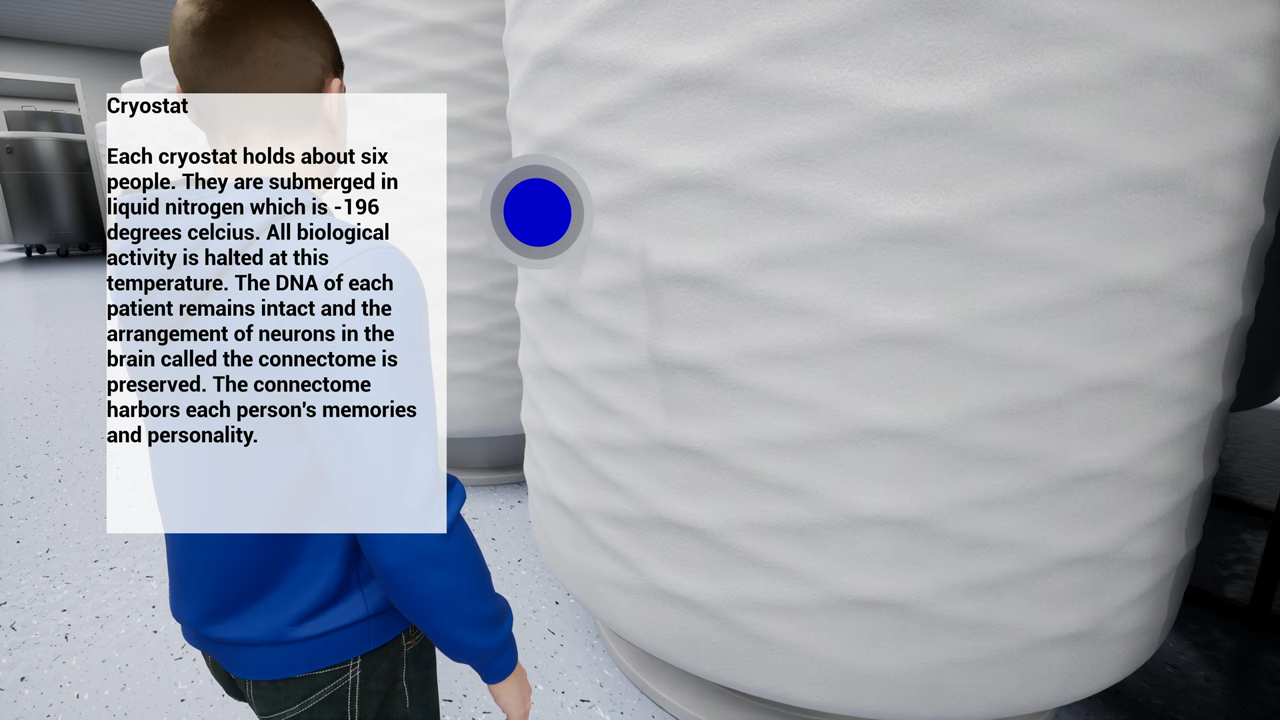 Cryostat
Each cryostat holds about six
people. They are submerged in
liquid nitrogen which is -196
degrees celcius. All biological
activity is halted at this
temperature. The DNA of each
patient remains intact and the
arrangement of neurons in the
brain called the connectome is
preserved. The connectome
harbors each person's memories
and personality.